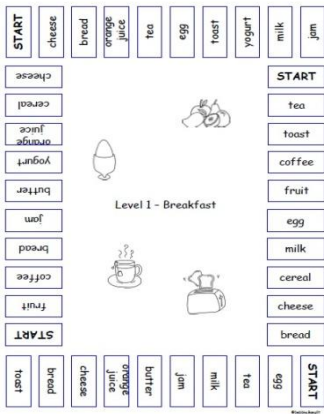 START
cheese
bread
orange
juice
tea
egg
toast
yogurt
milk
jam
START
tea
toast
coffee
fruit
egg
milk
cereal
cheese
bread
START
egg
tea
milk
jam
butter
orange
juice
cheese
bread
toast
START
fruit
coffee
bread
jam
butter
yogurt
orange
juice
cereal
cheese
Level 1 - Breakfast